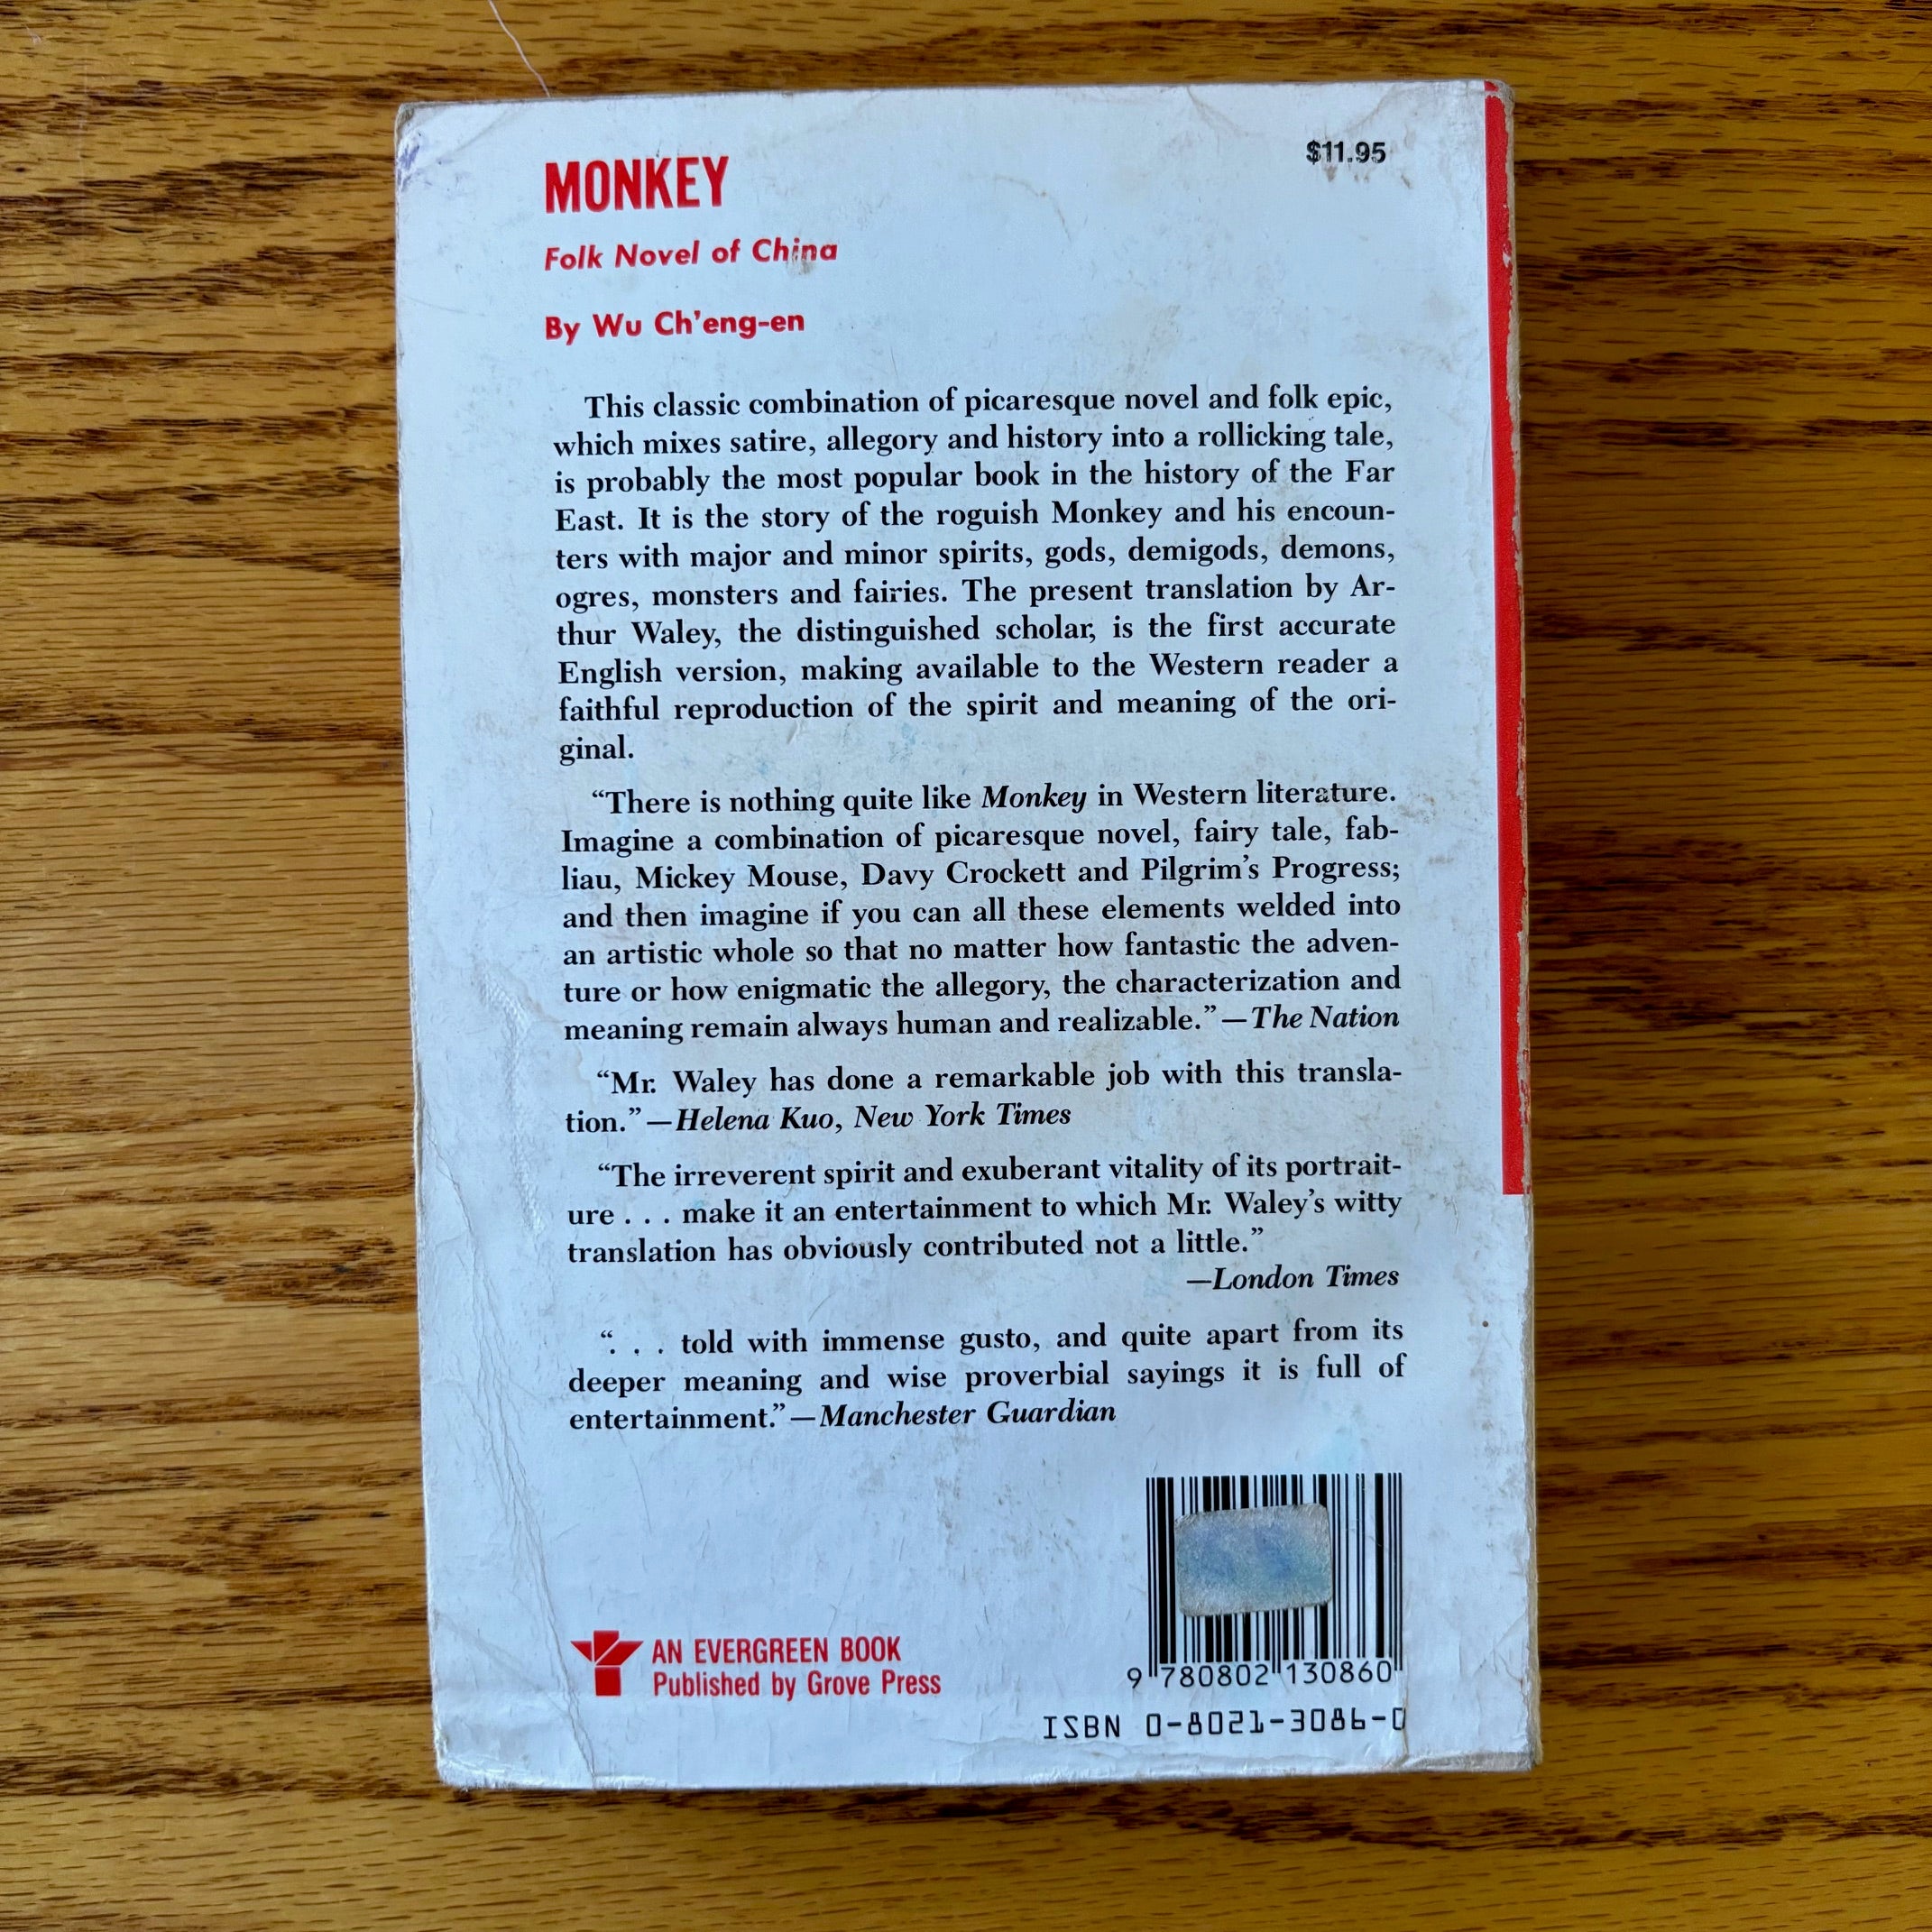 MONKEY
$11.95
Folk Novel of China
By Wu Ch'eng-en
This classic combination of picaresque novel and folk epic,
which mixes satire, allegory and history into a rollicking tale,
is probably the most popular book in the history of the Far
East. It is the story of the roguish Monkey and his encoun-
ters with major and minor spirits, gods, demigods, demons,
ogres, monsters and fairies. The present translation by Ar-
thur Waley, the distinguished scholar, is the first accurate
English version, making available to the Western reader a
faithful reproduction of the spirit and meaning of the ori-
ginal.
“There is nothing quite like Monkey in Western literature.
Imagine a combination of picaresque novel, fairy tale, fab-
liau, Mickey Mouse, Davy Crockett and Pilgrim’s Progress;
and then imagine if you can all these elements welded into
an artistic whole so that no matter how fantastic the adven-
ture or how enigmatic the allegory, the characterization and
meaning remain always human and realizable.”—The Nation
“Mr. Waley has done a remarkable job with this transla-
tion.”—Helena Kuo, New York Times
“The irreverent spirit and exuberant vitality of its portrait-
ure . . . make it an entertainment to which Mr. Waley’s witty
translation has obviously contributed not a little.”
—London Times
“. . . told with immense gusto, and quite apart from its
deeper meaning and wise proverbial sayings it is full of
entertainment.”—Manchester Guardian
AN EVERGREEN BOOK
Published by Grove Press
9 780802 130860
ISBN 0-8021-3086-0